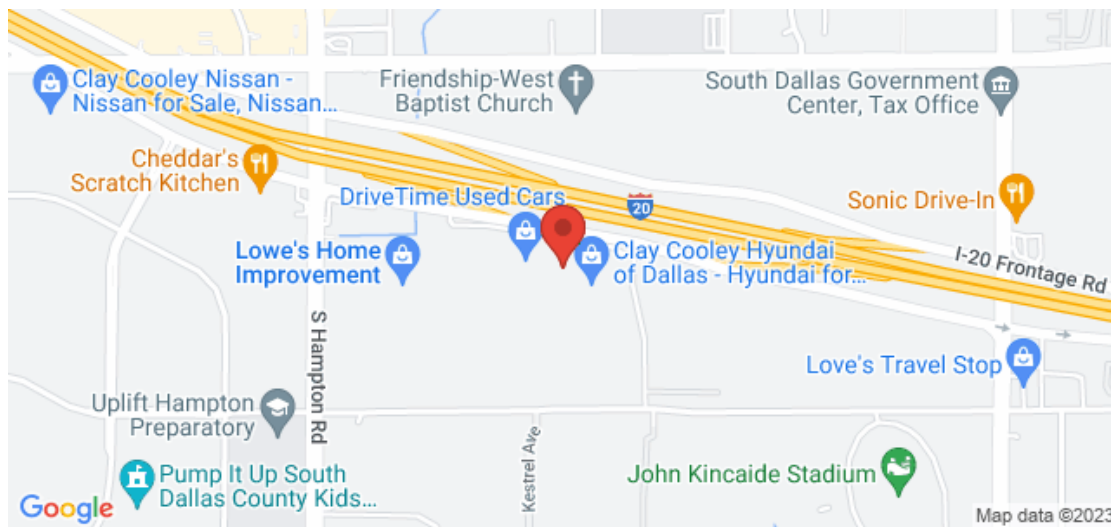 Clay Cooley Nissan -
Nissan for Sale, Nissan...
Friendship-West
Baptist Church
South Dallas Government
Center, Tax Office
Cheddar's
Scratch Kitchen
DriveTime Used Cars
20
Sonic Drive-In
Lowe's Home
Improvement
Clay Cooley Hyundai
of Dallas - Hyundai for...
I-20 Frontage Rd
S Hampton Rd
Love's Travel Stop
Uplift Hampton
Preparatory
Kestrel Ave
Pump It Up South
Dallas County Kids...
John Kincaide Stadium
Google
Map data ©2023